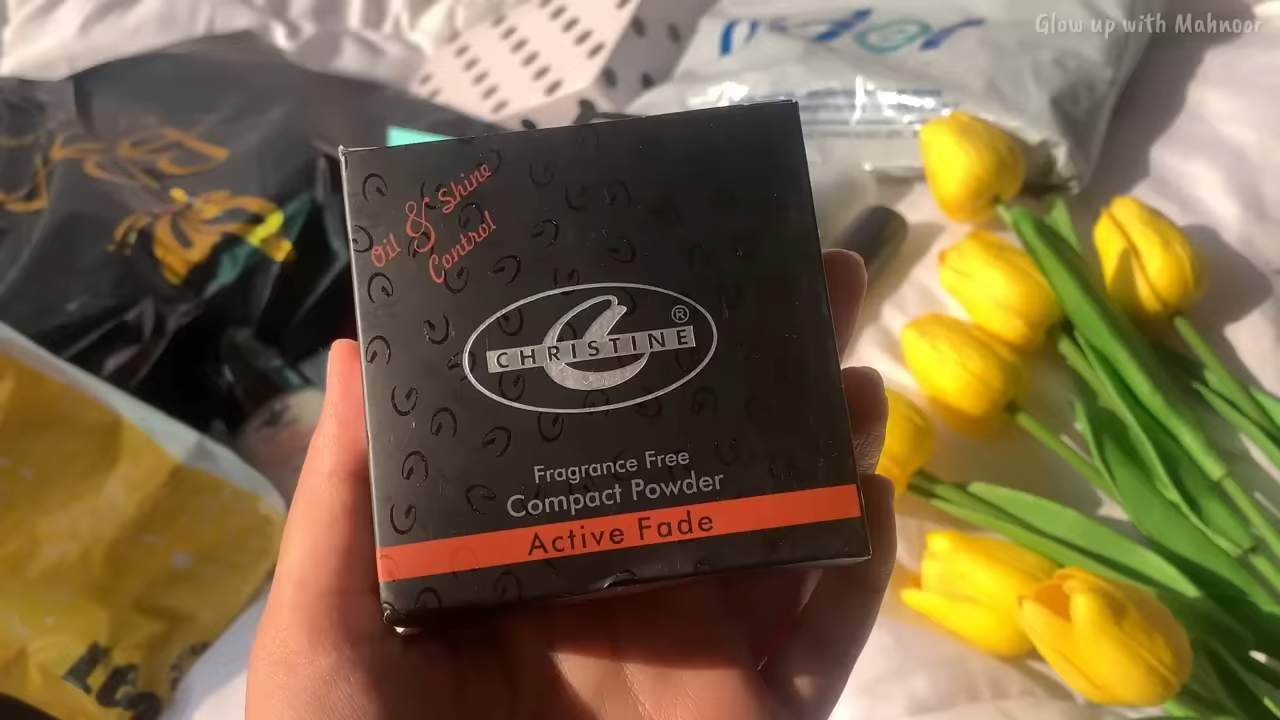 Glow up with Mahnoor
Oil & Shine
Control
CHRISTINE®
Fragrance Free
Compact Powder
Active Fade